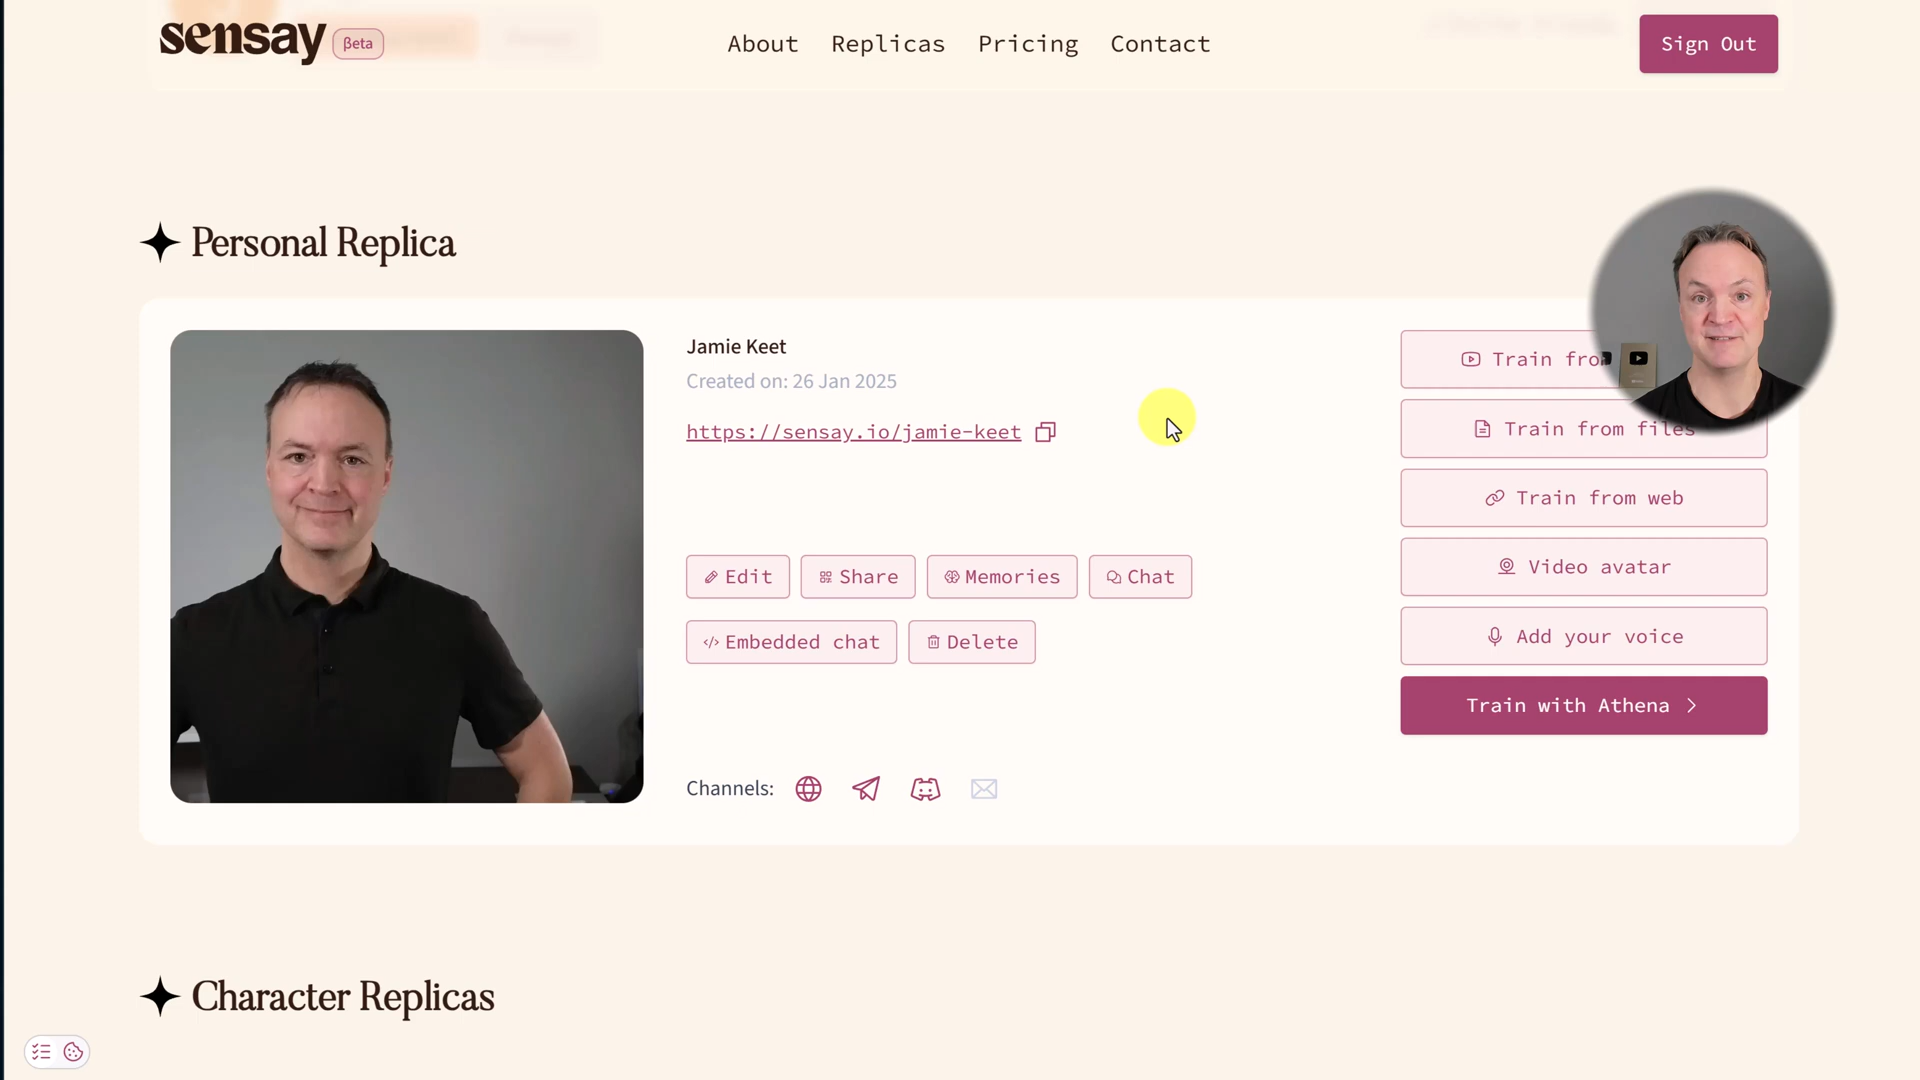 sensay βeta
About Replicas Pricing Contact
Sign Out
Personal Replica
Jamie Keet
Created on: 26 Jan 2025
https://sensay.io/jamie-keet
Edit
Share
Memories
Chat
Embedded chat
Delete
Channels:
Train from
Train from files
Train from web
Video avatar
Add your voice
Train with Athena
Character Replicas